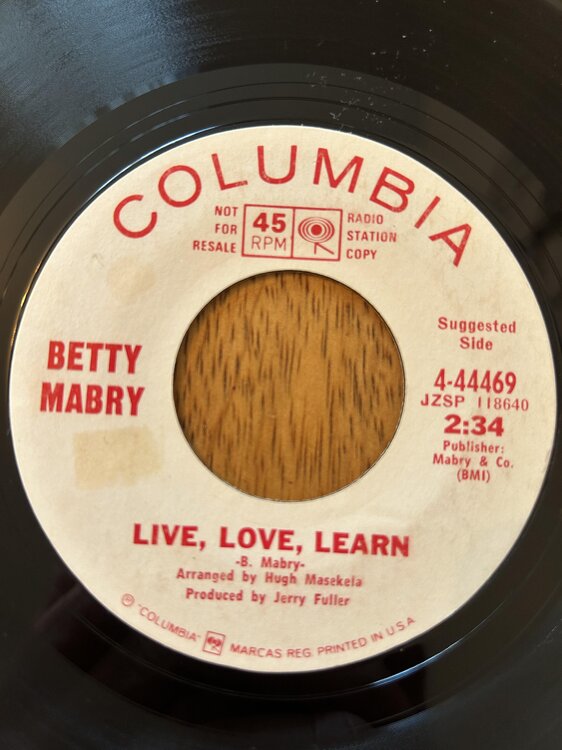 COLUMBIA
NOT
FOR
RESALE
45
RPM
RADIO
STATION
COPY
BETTY
MABRY
Suggested
Side
4-44469
JZSP 118640
2:34
Publisher:
Mabry & Co.
(BMI)
LIVE, LOVE, LEARN
-B. Mabry-
Arranged by Hugh Masekela
Produced by Jerry Fuller
Ⓟ "COLUMBIA" MARCAS REG. PRINTED IN U.S.A.